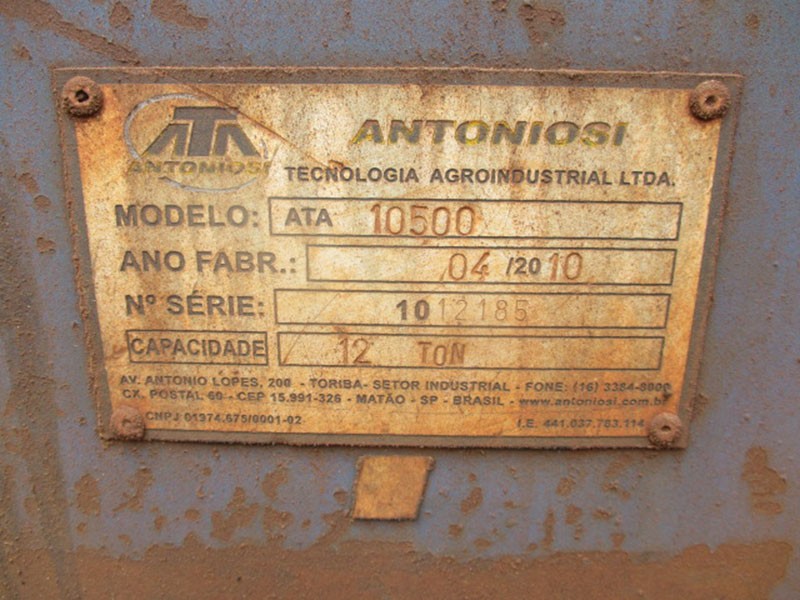 ATA
ANTONIOSI
ANTONIOSI
TECNOLOGIA AGROINDUSTRIAL LTDA.
MODELO: ATA 10500
ANO FABR.: 04 /2010
Nº SÉRIE: 1012185
CAPACIDADE 12 TON
AV. ANTONIO LOPES, 200 - TORIBA- SETOR INDUSTRIAL - FONE: (16) 3384-8000
CX. POSTAL 60 - CEP 15.991-326 - MATÃO - SP - BRASIL - www.antoniosi.com.br
CNPJ 01974.675/0001-02 I.E. 441.037.763.114